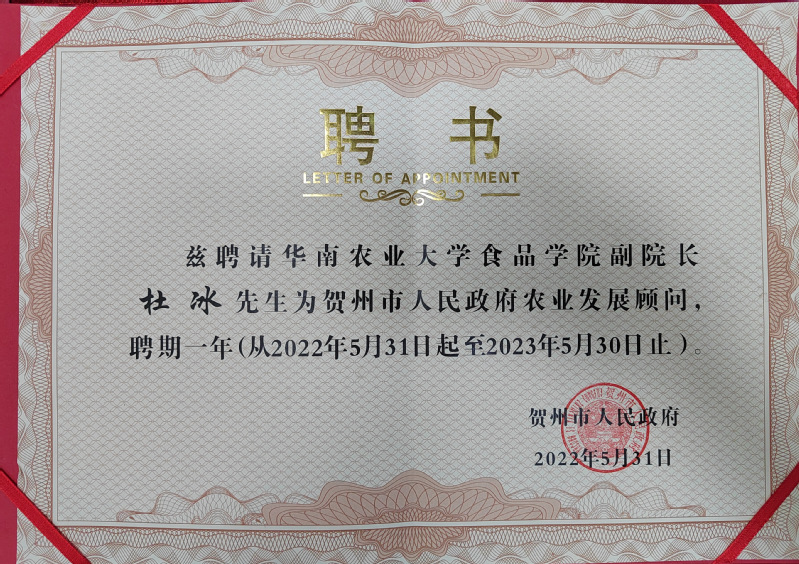 聘 书
LETTER OF APPOINTMENT
兹聘请华南农业大学食品学院副院长
杜冰先生为贺州市人民政府农业发展顾问，
聘期一年(从2022年5月31日起至2023年5月30日止)。
贺州市人民政府
2022年5月31日